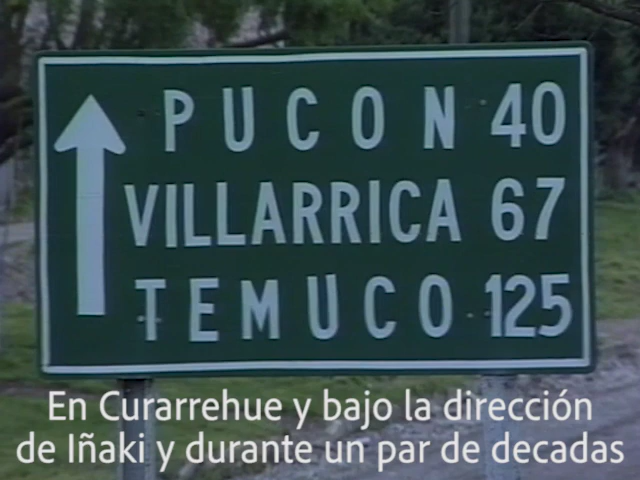 PUCON 40
VILLARRICA 67
TEMUCO 125
En Curarrehue y bajo la dirección
de Iñaki y durante un par de decadas